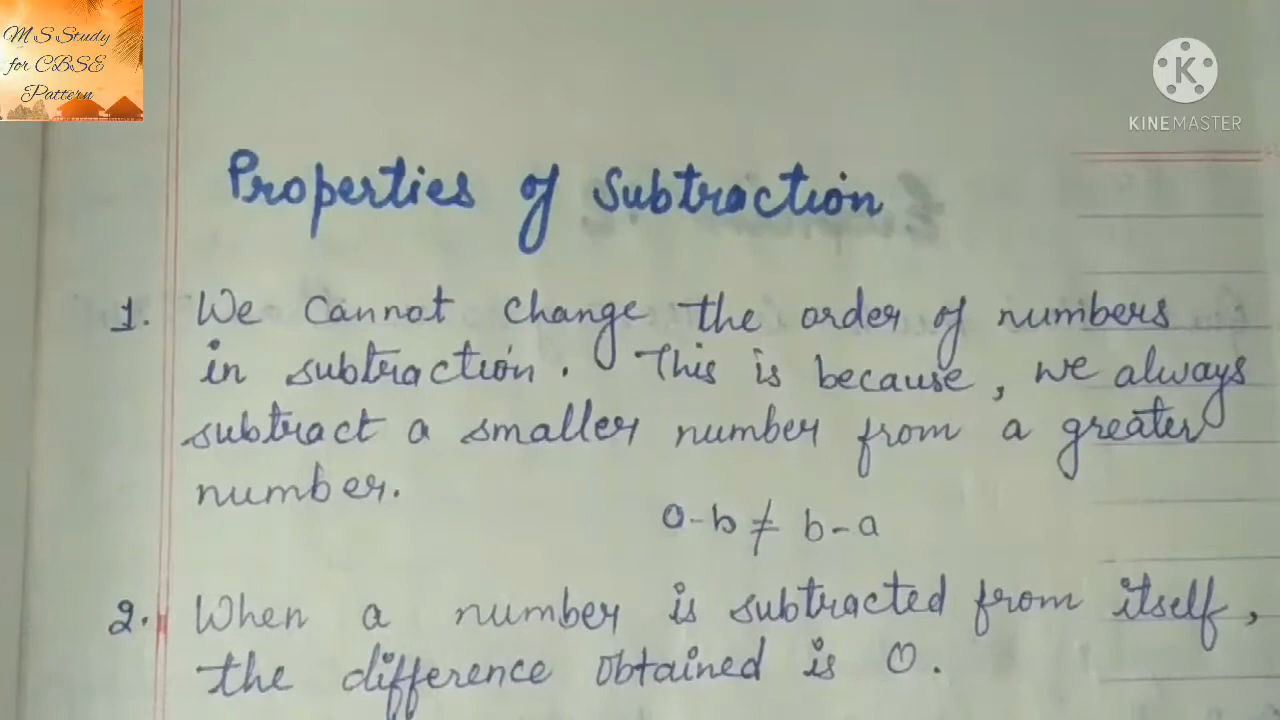 M S Study
for CBSE
Pattern
KINEMASTER
Properties of Subtraction
1. We cannot change the order of numbers
in subtraction. This is because, we always
subtract a smaller number from a greater
number.
a-b ≠ b-a
2. When a number is subtracted from itself,
the difference obtained is 0.